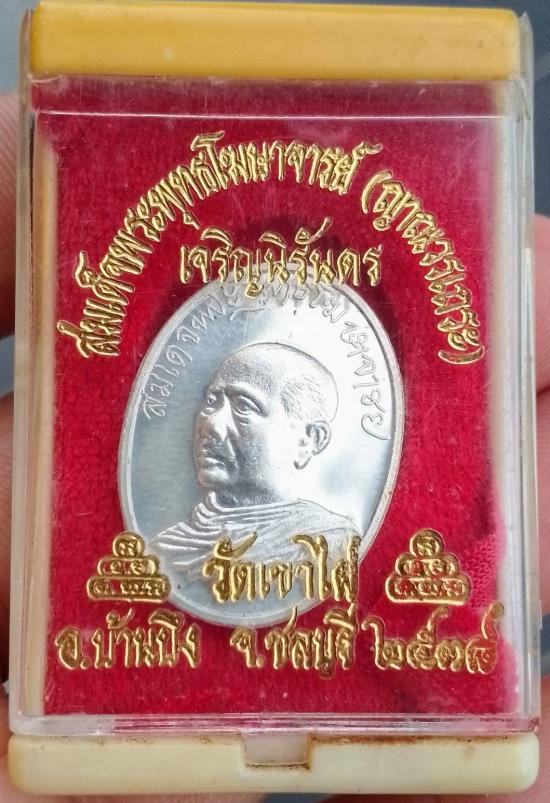 สมเด็จพระพุทธโฆษาจารย์ (ญาณวรเถระ)
เจริญนิรันดร
สมเดจพระพุทธโฆษาจารย
วัดเขาไผ่
อ.บ้านบึง จ.ชลบุรี ๒๕๓๘